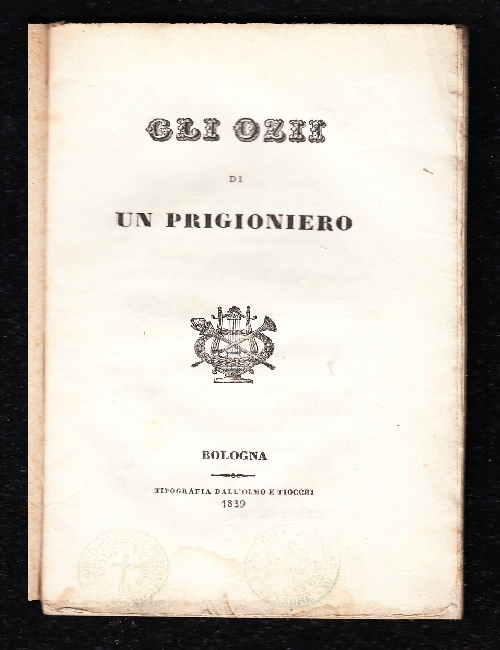 GLI OZII
DI
UN PRIGIONIERO
BOLOGNA
TIPOGRAFIA DALL'OLMO E TIOCCHI
1839